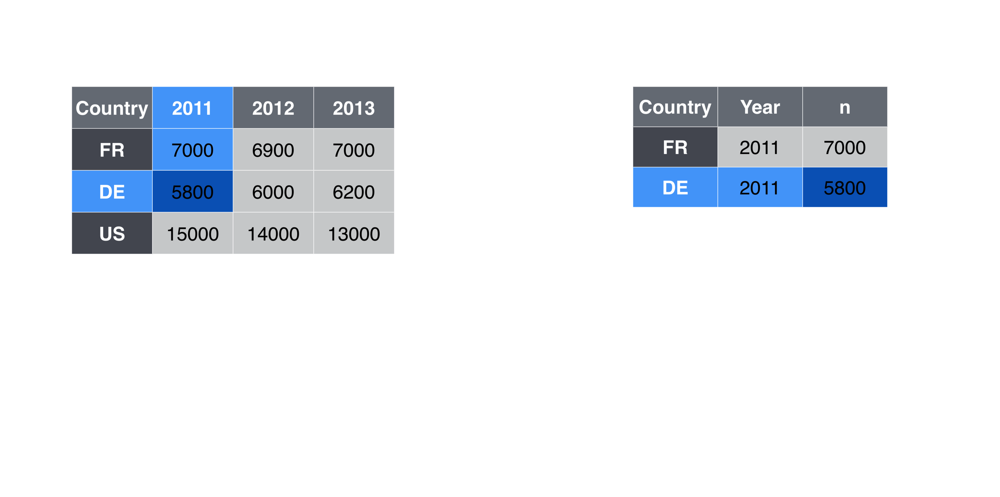 Country 2011 2012 2013
FR 7000 6900 7000
DE 5800 6000 6200
US 15000 14000 13000
Country Year n
FR 2011 7000
DE 2011 5800